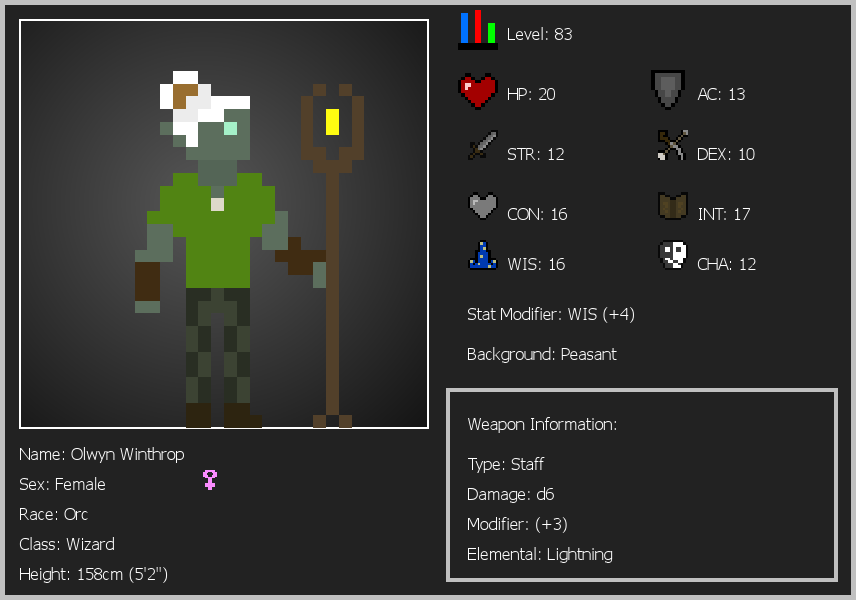 Level: 83
HP: 20
AC: 13
STR: 12
DEX: 10
CON: 16
INT: 17
WIS: 16
CHA: 12
Stat Modifier: WIS (+4)
Background: Peasant
Weapon Information:
Type: Staff
Damage: d6
Modifier: (+3)
Elemental: Lightning
Name: Olwyn Winthrop
Sex: Female
Race: Orc
Class: Wizard
Height: 158cm (5'2")